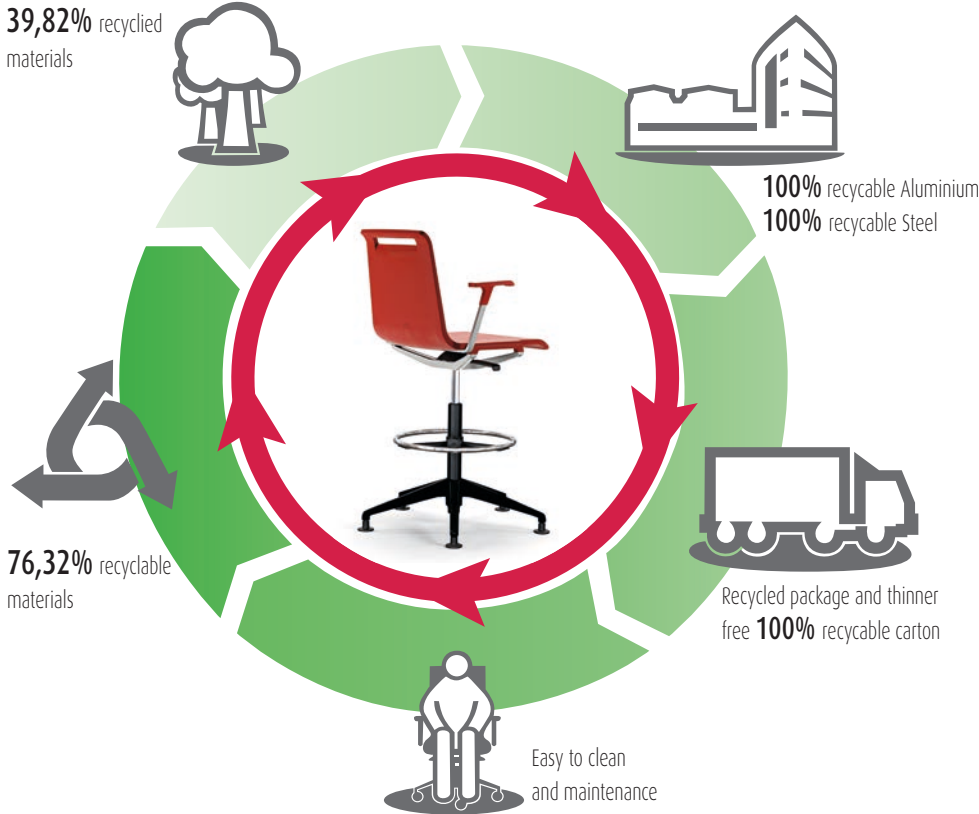 39,82% recyclied
materials
100% recycable Aluminium
100% recycable Steel
Recycled package and thinner
free 100% recycable carton
Easy to clean
and maintenance
76,32% recyclable
materials